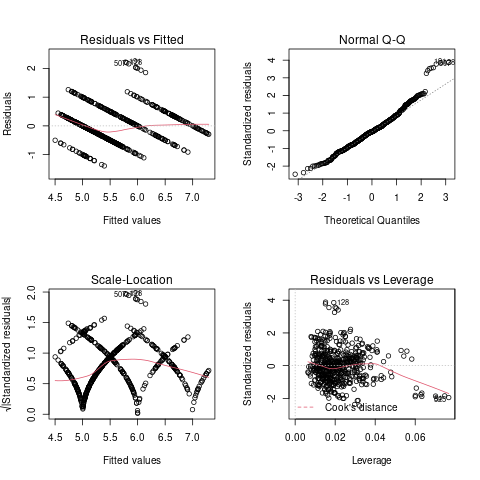 Residuals vs Fitted
Residuals
-1 0 1 2
4.5 5.0 5.5 6.0 6.5 7.0
Fitted values
Normal Q-Q
Standardized residuals
-2 -1 0 1 2 3 4
-3 -2 -1 0 1 2 3
Theoretical Quantiles
Scale-Location
√|Standardized residuals|
0.0 0.5 1.0 1.5 2.0
4.5 5.0 5.5 6.0 6.5 7.0
Fitted values
Residuals vs Leverage
128
Standardized residuals
-2 0 2 4
Cook's distance
0.00 0.02 0.04 0.06
Leverage